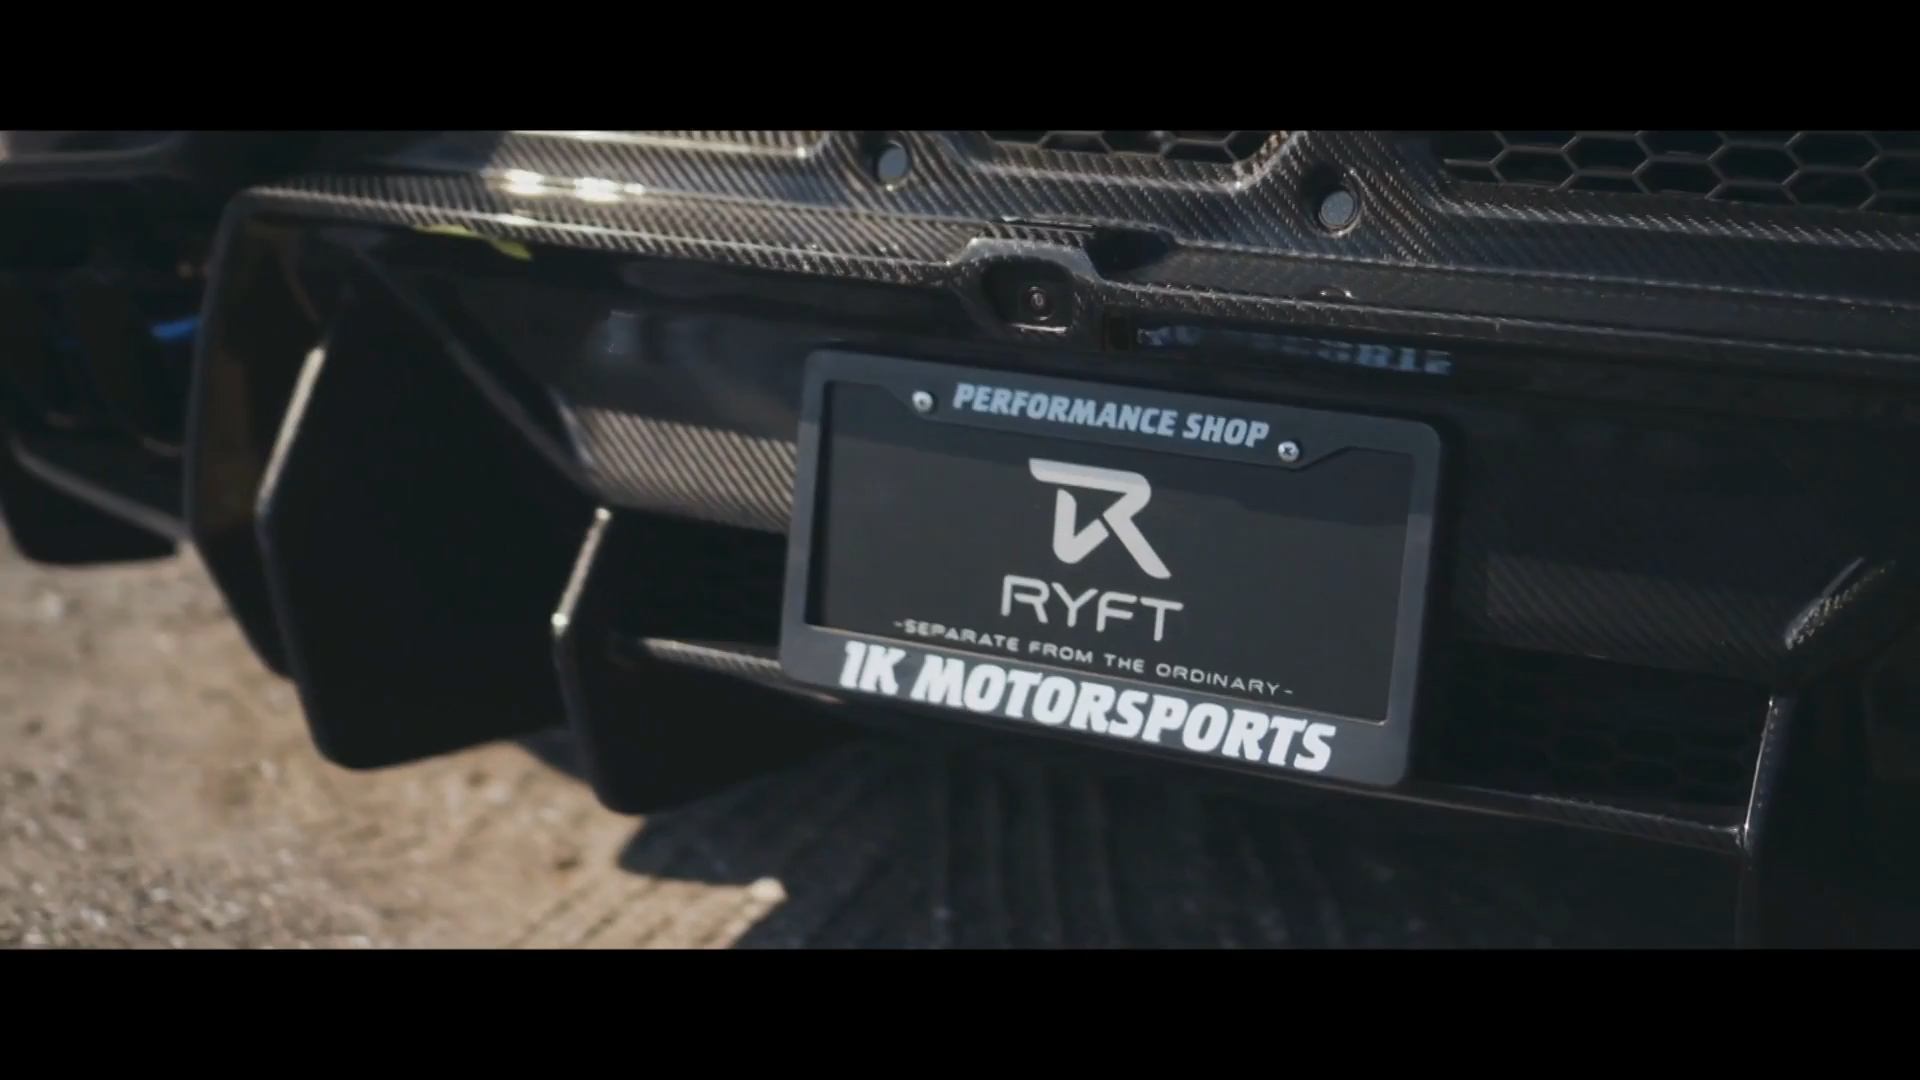 PERFORMANCE SHOP
RYFT
-SEPARATE FROM THE ORDINARY-
1K MOTORSPORTS